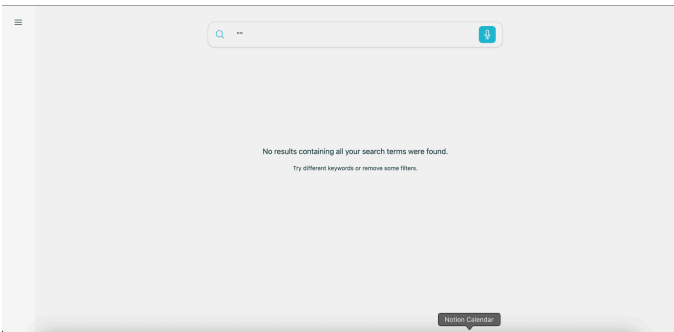 ""
No results containing all your search terms were found.
Try different keywords or remove some filters.
Notion Calendar